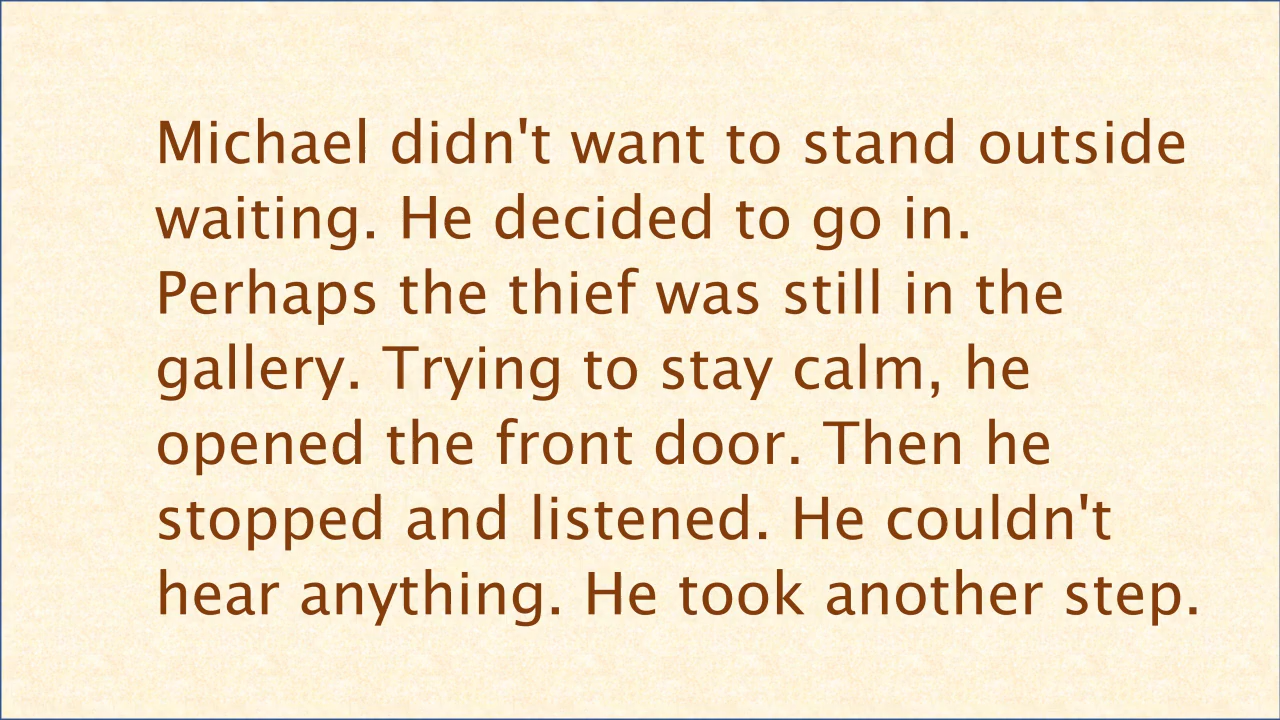 Michael didn't want to stand outside
waiting. He decided to go in.
Perhaps the thief was still in the
gallery. Trying to stay calm, he
opened the front door. Then he
stopped and listened. He couldn't
hear anything. He took another step.